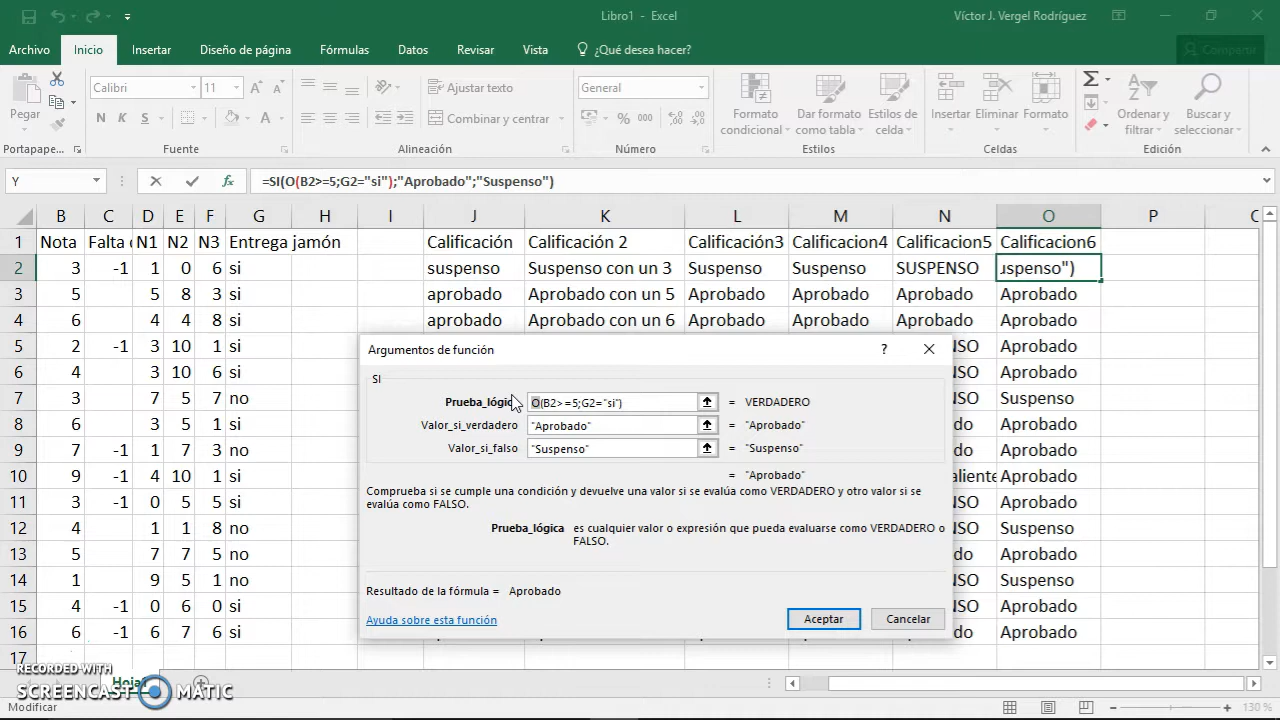 Libro1 - Excel
Víctor J. Vergel Rodríguez
Archivo Inicio Insertar Diseño de página Fórmulas Datos Revisar Vista ¿Qué desea hacer? Compartir
Pegar
Calibri 11
N K S
Ajustar texto
Combinar y centrar
General
% 000
Formato condicional
Dar formato como tabla
Estilos de celda
Insertar Eliminar Formato
Ordenar y filtrar
Buscar y seleccionar
Portapape... Fuente Alineación Número Estilos Celdas Edición
Y =SI(O(B2>=5;G2="si");"Aprobado";"Suspenso")
B C D E F G H I J K L M N O P
1 Nota Falta N1 N2 N3 Entrega jamón Calificación Calificación 2 Calificación3 Calificacion4 Calificacion5 Calificacion6
2 3 -1 1 0 6 si suspenso Suspenso con un 3 Suspenso Suspenso SUSPENSO uspenso")
3 5 5 8 3 si aprobado Aprobado con un 5 Aprobado Aprobado Aprobado Aprobado
4 6 4 4 8 si aprobado Aprobado con un 6 Aprobado Aprobado Aprobado Aprobado
5 2 -1 3 10 1 si NSO Aprobado
6 4 3 10 6 si NSO Aprobado
7 3 7 5 7 no NSO Suspenso
8 6 3 5 1 si do Aprobado
9 7 -1 1 7 3 no NSO Aprobado
10 9 -1 4 10 1 si aliente Aprobado
11 3 -1 0 5 5 si NSO Aprobado
12 4 1 1 8 no NSO Suspenso
13 5 7 7 5 no do Aprobado
14 1 9 5 1 no NSO Suspenso
15 4 -1 0 6 0 si NSO Aprobado
16 6 -1 6 7 6 si NSO Aprobado
17
Argumentos de función ?
SI
Prueba_lógic O(B2>=5;G2="si") = VERDADERO
Valor_si_verdadero "Aprobado" = "Aprobado"
Valor_si_falso "Suspenso" = "Suspenso"
= "Aprobado"
Comprueba si se cumple una condición y devuelve una valor si se evalúa como VERDADERO y otro valor si se
evalúa como FALSO.
Prueba_lógica es cualquier valor o expresión que pueda evaluarse como VERDADERO o
FALSO.
Resultado de la fórmula = Aprobado
Ayuda sobre esta función
Aceptar Cancelar
RECORDED WITH
SCREENCAST MATIC
Modificar
130 %